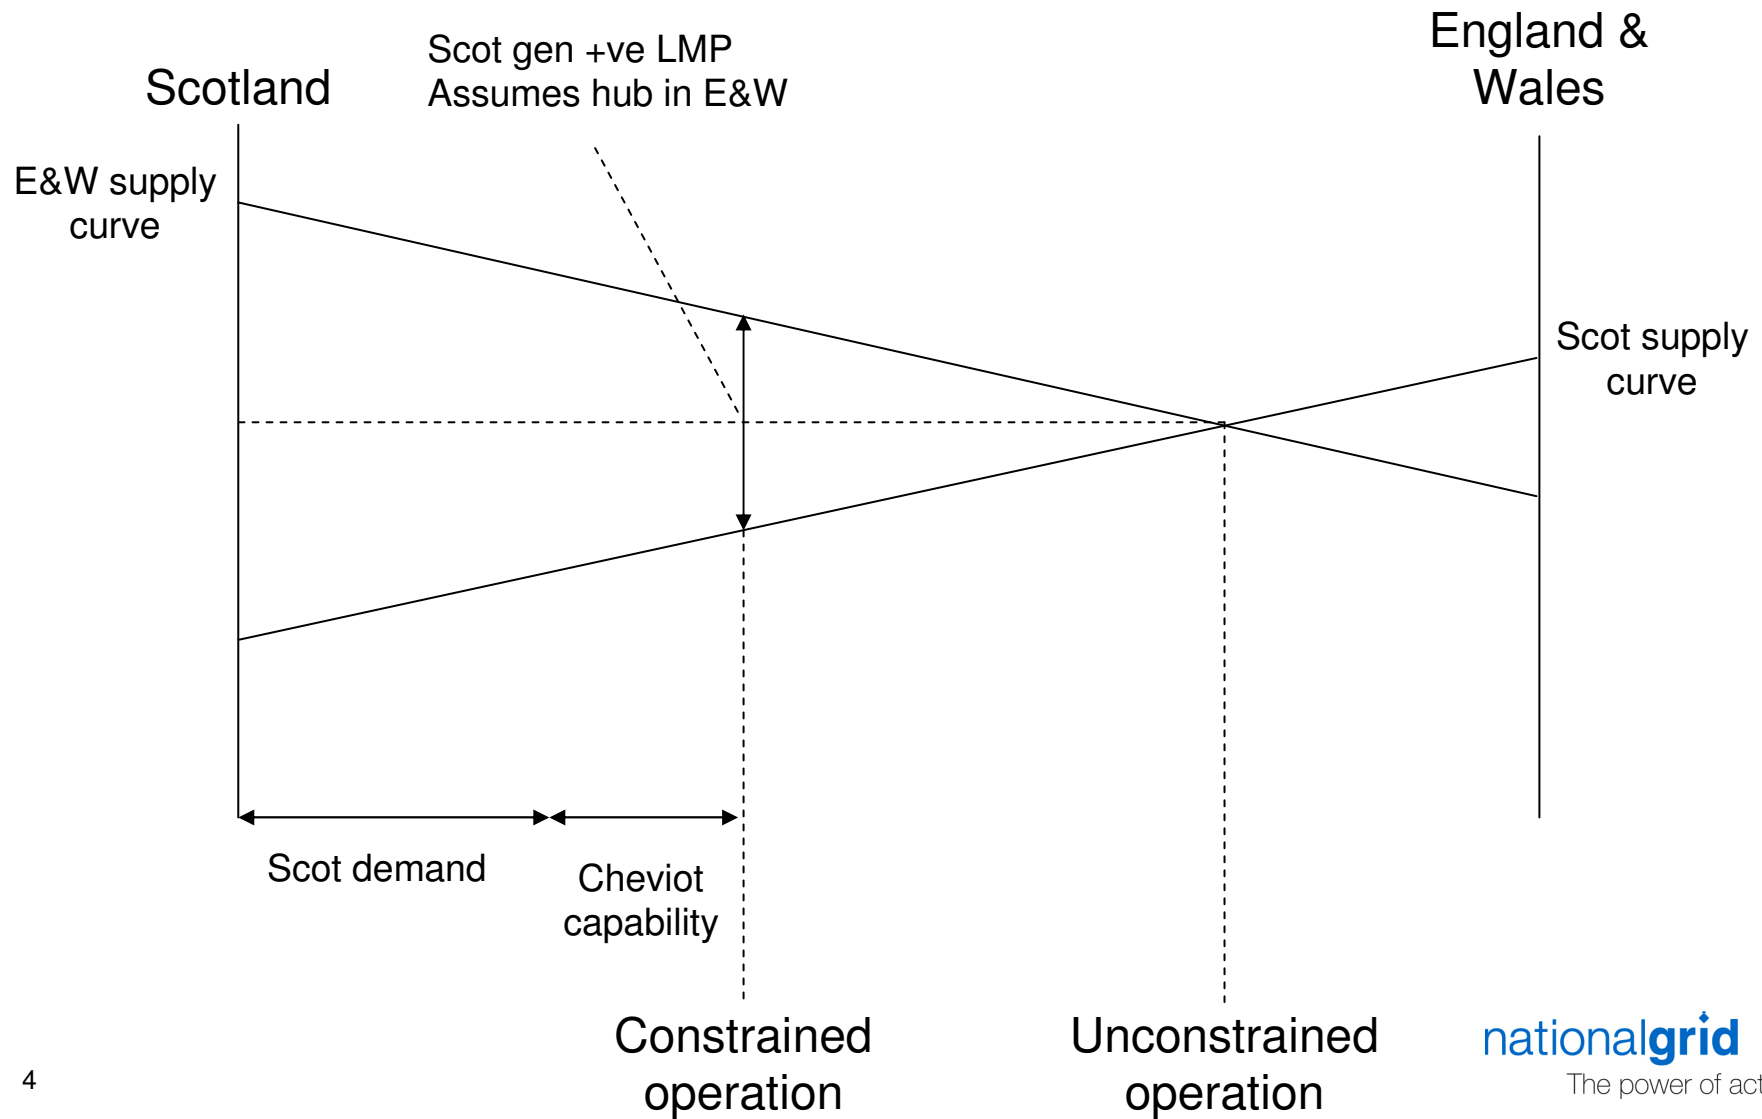 Scot gen +ve LMP
Assumes hub in E&W
England &
Wales
Scotland
E&W supply
curve
Scot supply
curve
Scot demand
Cheviot
capability
Constrained
operation
Unconstrained
operation
4
nationalgrid
The power of act